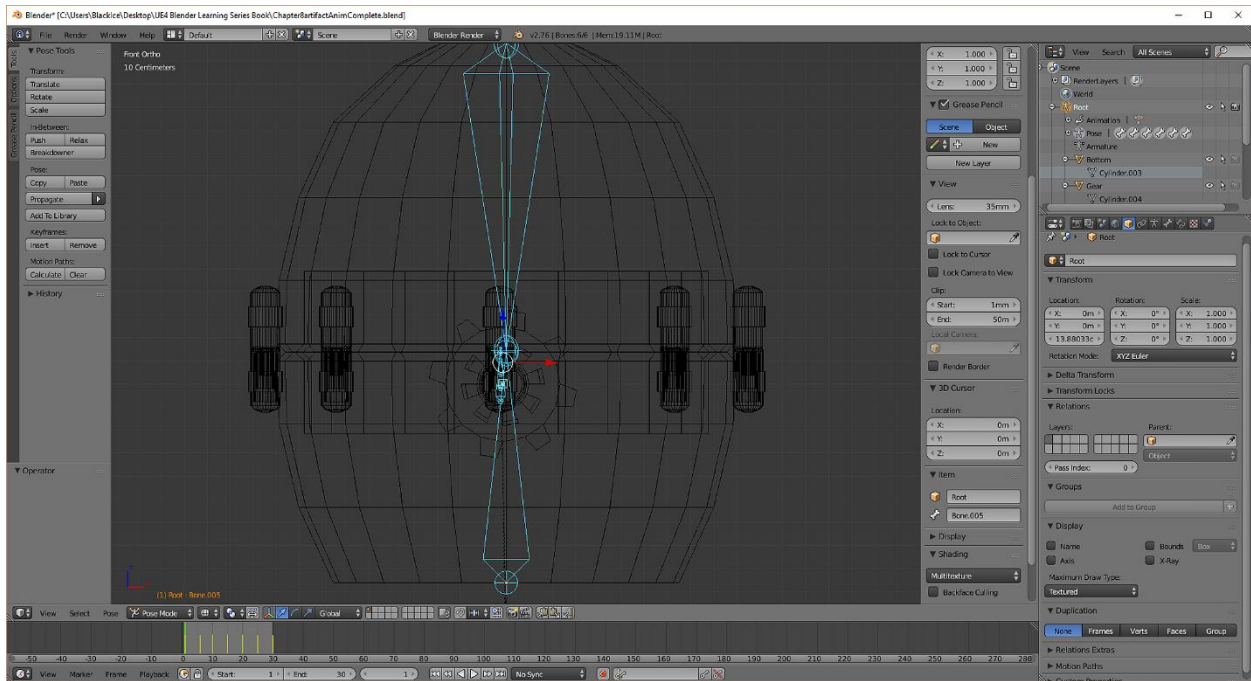 Blender* [C:\Users\BlackIce\Desktop\UE4 Blender Learning Series Book\Chapter8artifactAnimComplete.blend]
File Render Window Help Default Scene Blender Render v2.76 | Bones:6/6 | Mem:19.11M | Root
Tools
Options
Grease Pencil
Pose Tools
Transform:
Translate
Rotate
Scale
In-Between:
Push Relax
Breakdowner
Pose:
Copy Paste
Propagate
Add To Library
Keyframes:
Insert Remove
Motion Paths:
Calculate Clear
History
Operator
Front Ortho
10 Centimeters
(1) Root : Bone.005
X: 1.000
Y: 1.000
Z: 1.000
Grease Pencil
Scene Object
New
New Layer
View
Lens: 35mm
Lock to Object:
Lock to Cursor
Lock Camera to View
Clip:
Start: 1mm
End: 50m
Local Camera:
Render Border
3D Cursor
Location:
X: 0m
Y: 0m
Z: 0m
Item
Root
Bone.005
Display
Shading
Multitexture
Backface Culling
View Search All Scenes
Scene
RenderLayers |
World
Root
Animation |
Pose |
Armature
Bottom
Cylinder.003
Gear
Cylinder.004
Root
Root
Transform
Location: Rotation: Scale:
X: 0m X: 0° X: 1.000
Y: 0m Y: 0° Y: 1.000
13.88033c Z: 0° Z: 1.000
Rotation Mode: XYZ Euler
Delta Transform
Transform Locks
Relations
Layers: Parent:
Object
Pass Index: 0
Groups
Add to Group
Display
Name Bounds Box
Axis X-Ray
Maximum Draw Type:
Textured
Duplication
None Frames Verts Faces Group
Relations Extras
Motion Paths
View Select Pose Pose Mode Global
-50 -40 -30 -20 -10 0 10 20 30 40 50 60 70 80 90 100 110 120 130 140 150 160 170 180 190 200 210 220 230 240 250 260 270 280
View Marker Frame Playback Start: 1 End: 30 1 No Sync